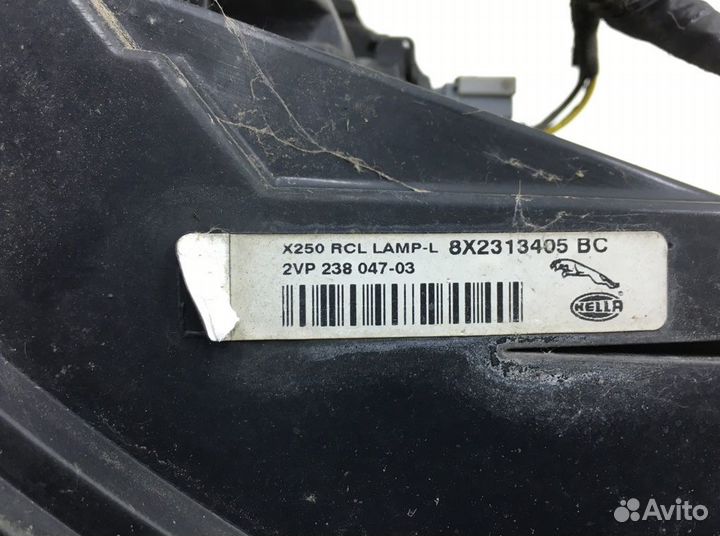 X250 RCL LAMP-L 8X2313405 BC
2VP 238 047-03
HELLA
Avito